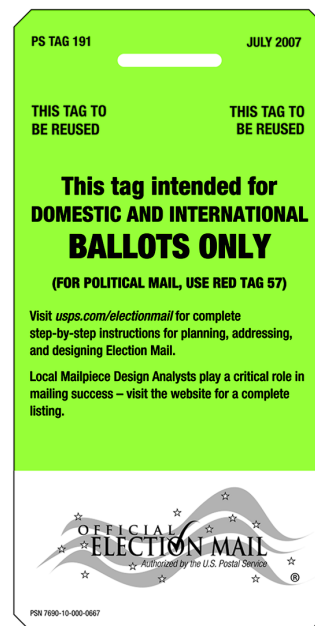 PS TAG 191 JULY 2007
THIS TAG TO THIS TAG TO
BE REUSED BE REUSED
This tag intended for
DOMESTIC AND INTERNATIONAL
BALLOTS ONLY
(FOR POLITICAL MAIL, USE RED TAG 57)
Visit usps.com/electionmail for complete
step-by-step instructions for planning, addressing,
and designing Election Mail.
Local Mailpiece Design Analysts play a critical role in
mailing success – visit the website for a complete
listing.
OFFICIAL
ELECTION MAIL
Authorized by the U.S. Postal Service
®
PSN 7690-10-000-0667